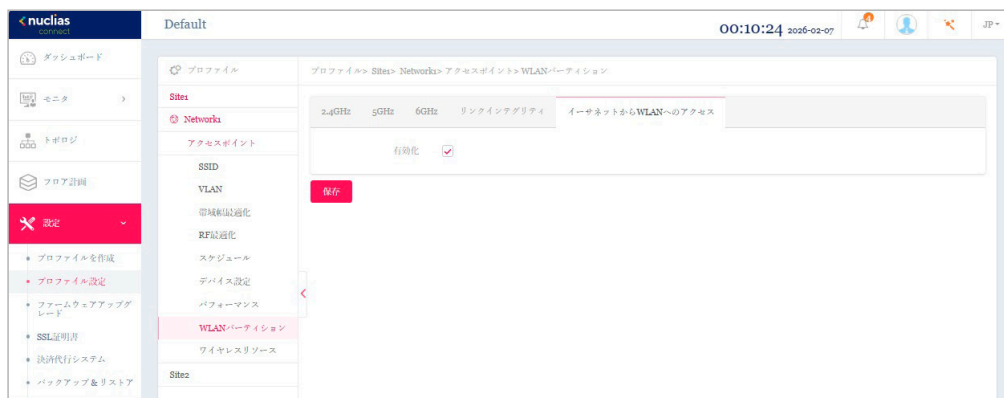 nuclias
connect
Default
00:10:24 2026-02-07
4
JP
ダッシュボード
モニタ
トポロジ
フロア計画
設定
プロファイルを作成
プロファイル設定
ファームウェアアップグ
レード
SSL証明書
決済代行システム
バックアップ&リストア
プロファイル
Site1
Network1
アクセスポイント
SSID
VLAN
帯域幅最適化
RF最適化
スケジュール
デバイス設定
パフォーマンス
WLANパーティション
ワイヤレスリソース
Site2
プロファイル> Site1> Network1> アクセスポイント> WLANパーティション
2.4GHz 5GHz 6GHz リンクインテグリティ イーサネットからWLANへのアクセス
有効化
保存